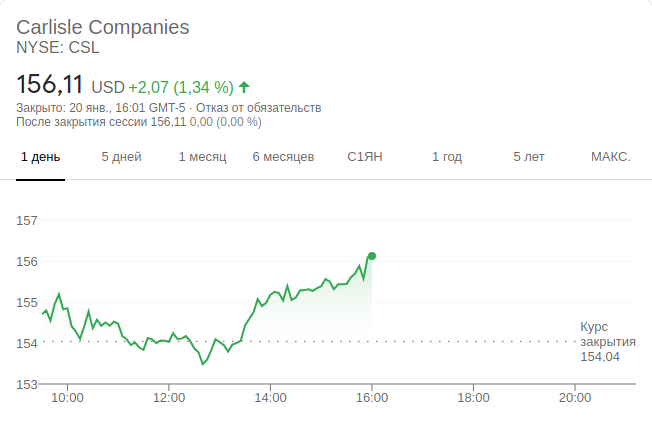 Carlisle Companies
NYSE: CSL
156,11 USD +2,07 (1,34 %)
Закрыто: 20 янв., 16:01 GMT-5 · Отказ от обязательств
После закрытия сессии 156,11 0,00 (0,00 %)
1 день 5 дней 1 месяц 6 месяцев С1ЯН 1 год 5 лет МАКС.
157
156
155
154
153
Курс
закрытия
154,04
10:00 12:00 14:00 16:00 18:00 20:00